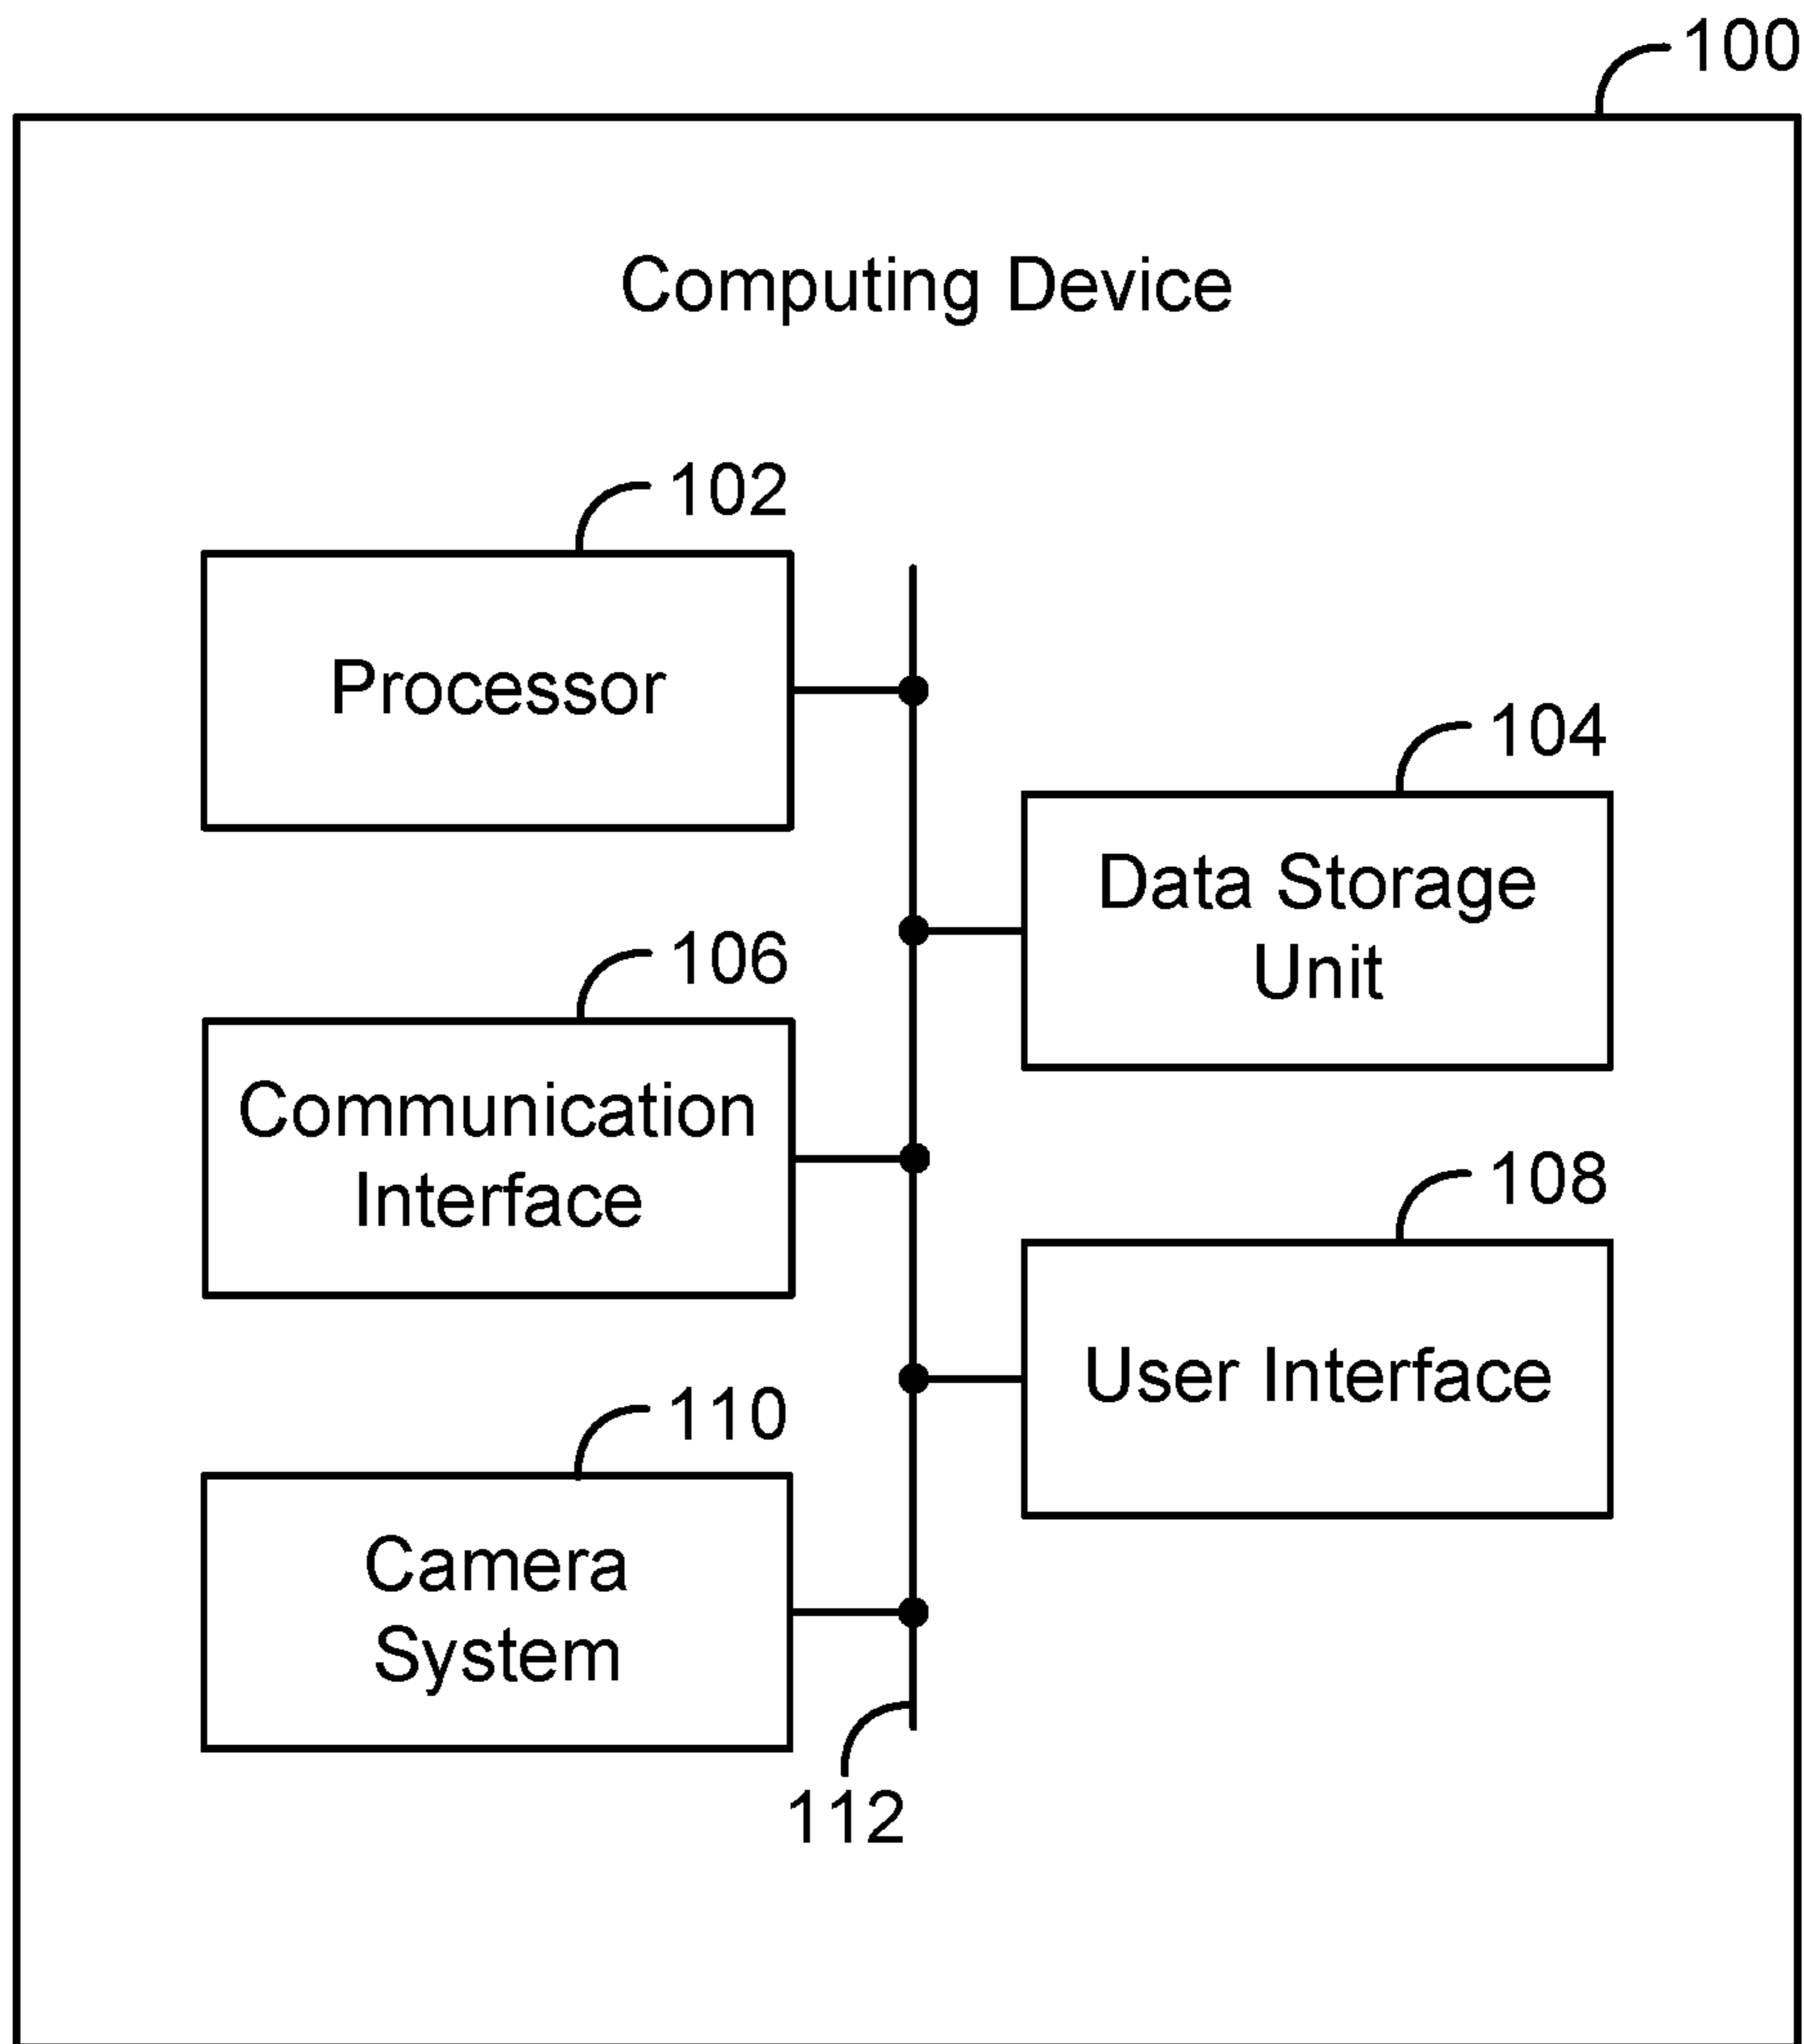 100
Computing Device
102
Processor
104
Data Storage
Unit
106
Communication
Interface
108
User Interface
110
Camera
System
112